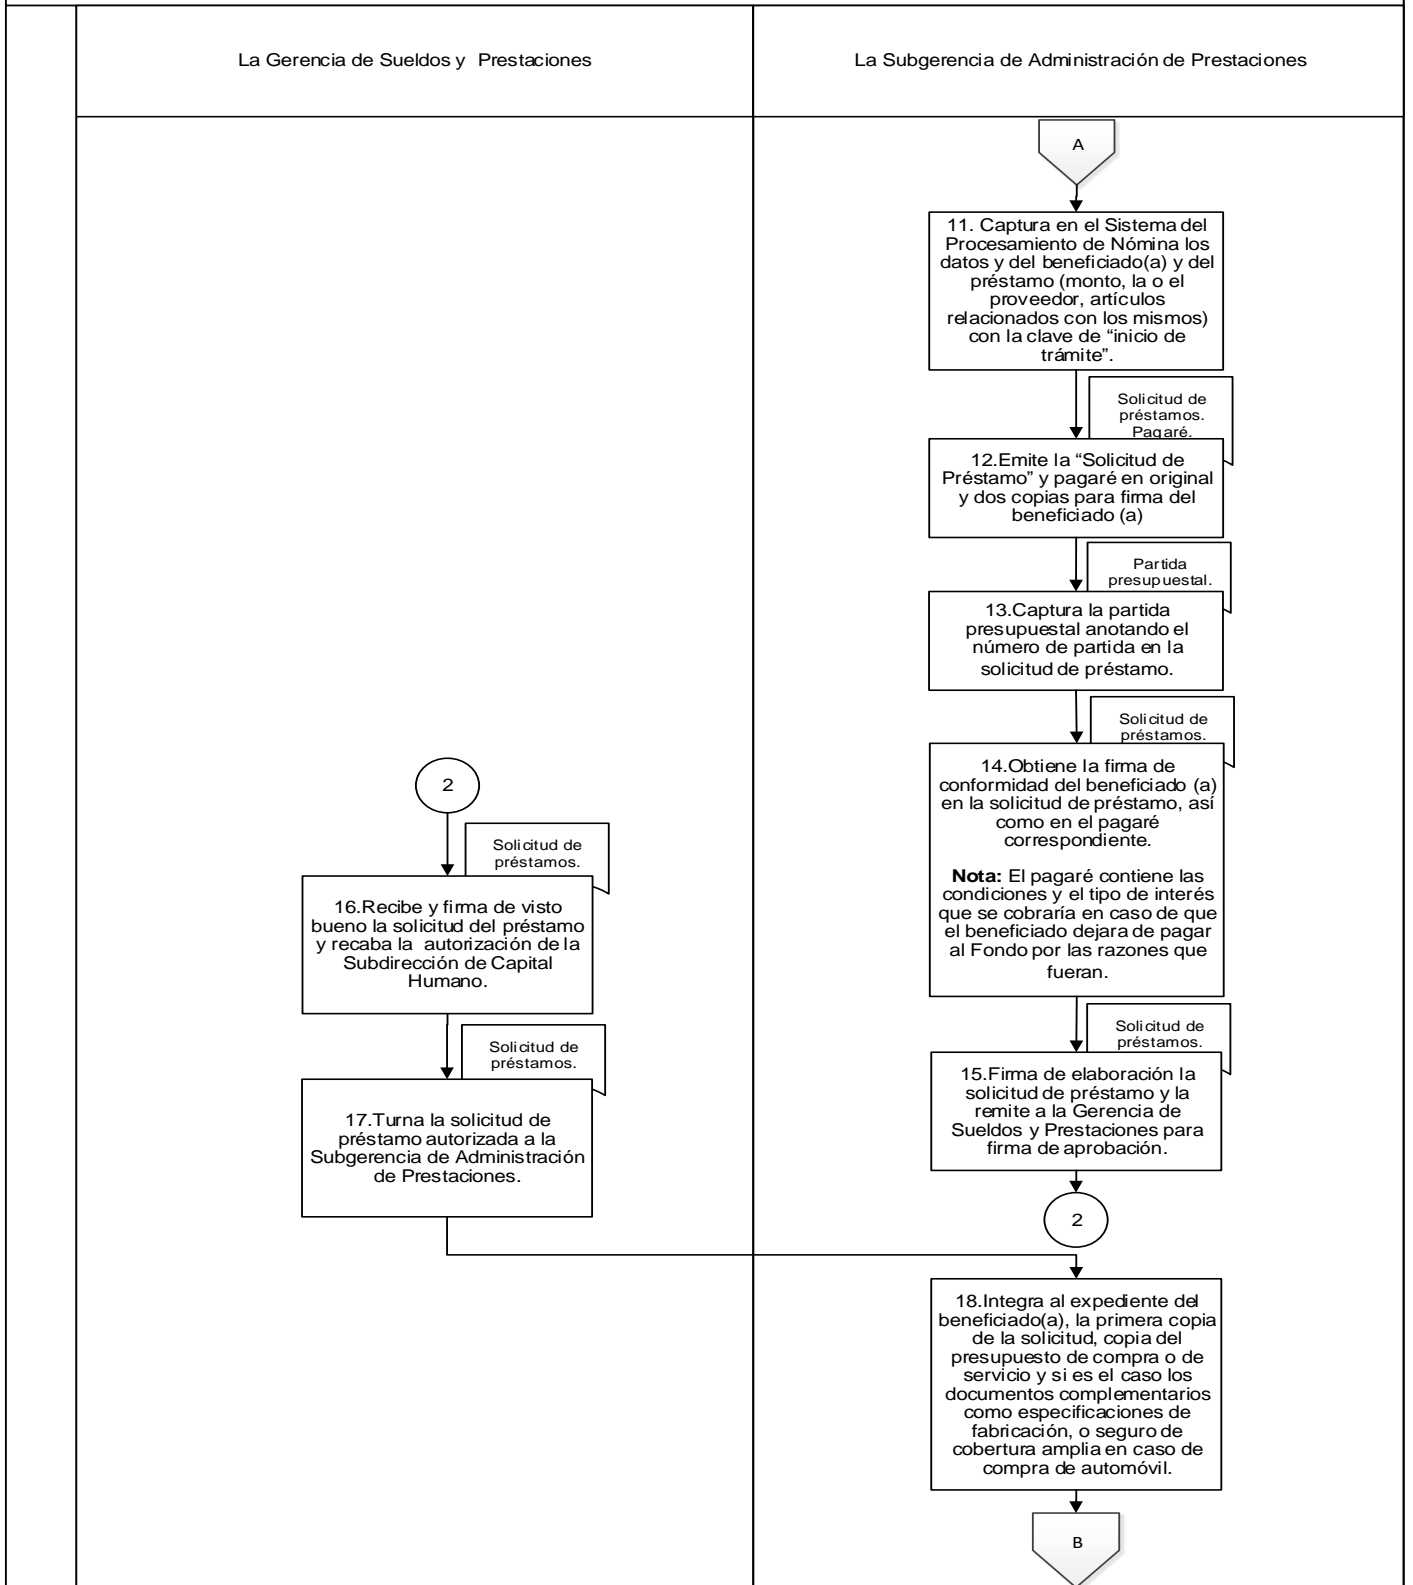 La Gerencia de Sueldos y Prestaciones
La Subgerencia de Administración de Prestaciones
A
11. Captura en el Sistema del
Procesamiento de Nómina los
datos y del beneficiado(a) y del
préstamo (monto, la o el
proveedor, artículos
relacionados con los mismos)
con la clave de “inicio de
trámite”.
Solicitud de
préstamos.
Pagaré.
12.Emite la “Solicitud de
Préstamo” y pagaré en original
y dos copias para firma del
beneficiado (a)
Partida
presupuestal.
13.Captura la partida
presupuestal anotando el
número de partida en la
solicitud de préstamo.
Solicitud de
préstamos.
14.Obtiene la firma de
conformidad del beneficiado (a)
en la solicitud de préstamo, así
como en el pagaré
correspondiente.
Nota: El pagaré contiene las
condiciones y el tipo de interés
que se cobraría en caso de que
el beneficiado dejara de pagar
al Fondo por las razones que
fueran.
Solicitud de
préstamos.
15.Firma de elaboración la
solicitud de préstamo y la
remite a la Gerencia de
Sueldos y Prestaciones para
firma de aprobación.
2
2
Solicitud de
préstamos.
16.Recibe y firma de visto
bueno la solicitud del préstamo
y recaba la autorización de la
Subdirección de Capital
Humano.
Solicitud de
préstamos.
17.Turna la solicitud de
préstamo autorizada a la
Subgerencia de Administración
de Prestaciones.
18.Integra al expediente del
beneficiado(a), la primera copia
de la solicitud, copia del
presupuesto de compra o de
servicio y si es el caso los
documentos complementarios
como especificaciones de
fabricación, o seguro de
cobertura amplia en caso de
compra de automóvil.
B